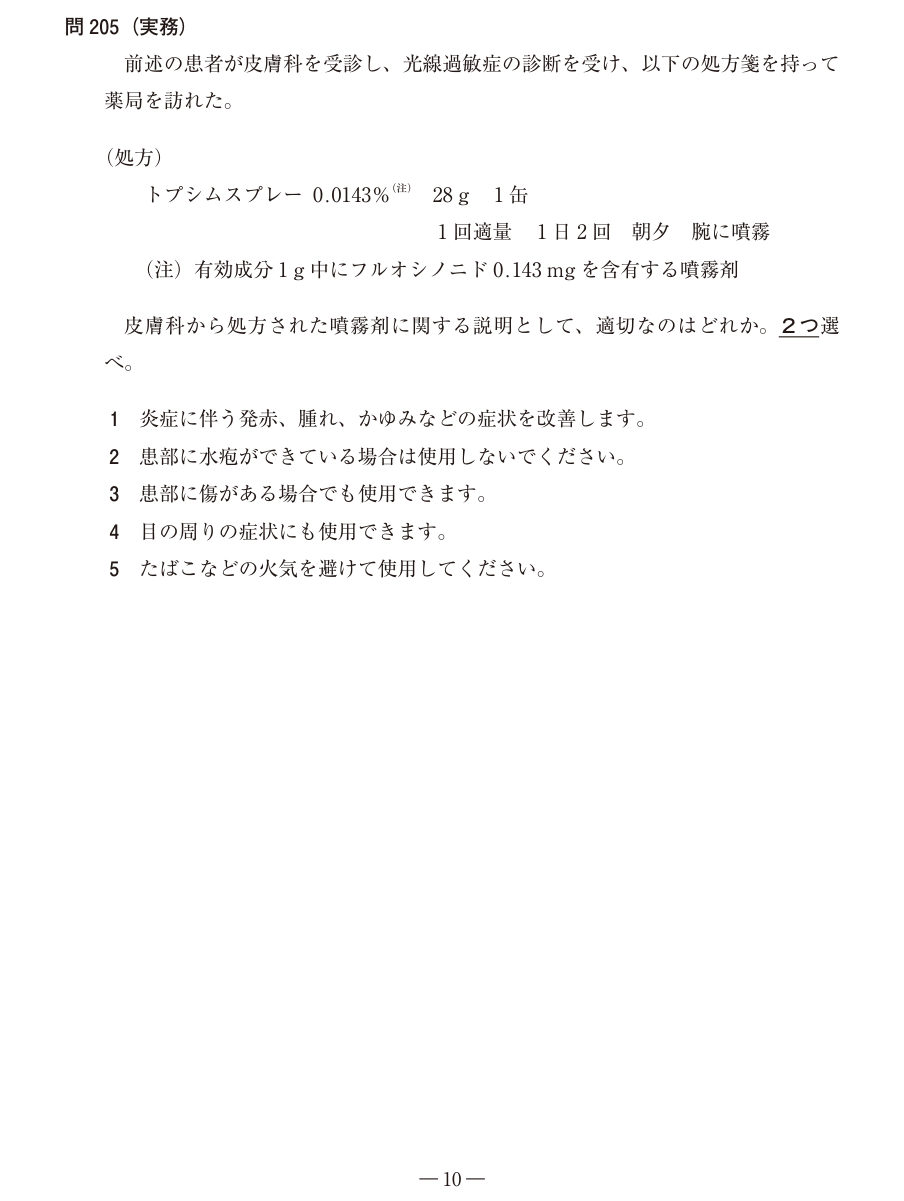 問 205（実務）
前述の患者が皮膚科を受診し、光線過敏症の診断を受け、以下の処方箋を持って
薬局を訪れた。
（処方）
トプシムスプレー 0.0143%（注） 28 g 1 缶
1 回適量 1 日 2 回 朝夕 腕に噴霧
（注）有効成分 1 g 中にフルオシノニド 0.143 mg を含有する噴霧剤
皮膚科から処方された噴霧剤に関する説明として、適切なのはどれか。2つ選
べ。
1 炎症に伴う発赤、腫れ、かゆみなどの症状を改善します。
2 患部に水疱ができている場合は使用しないでください。
3 患部に傷がある場合でも使用できます。
4 目の周りの症状にも使用できます。
5 たばこなどの火気を避けて使用してください。
― 10 ―